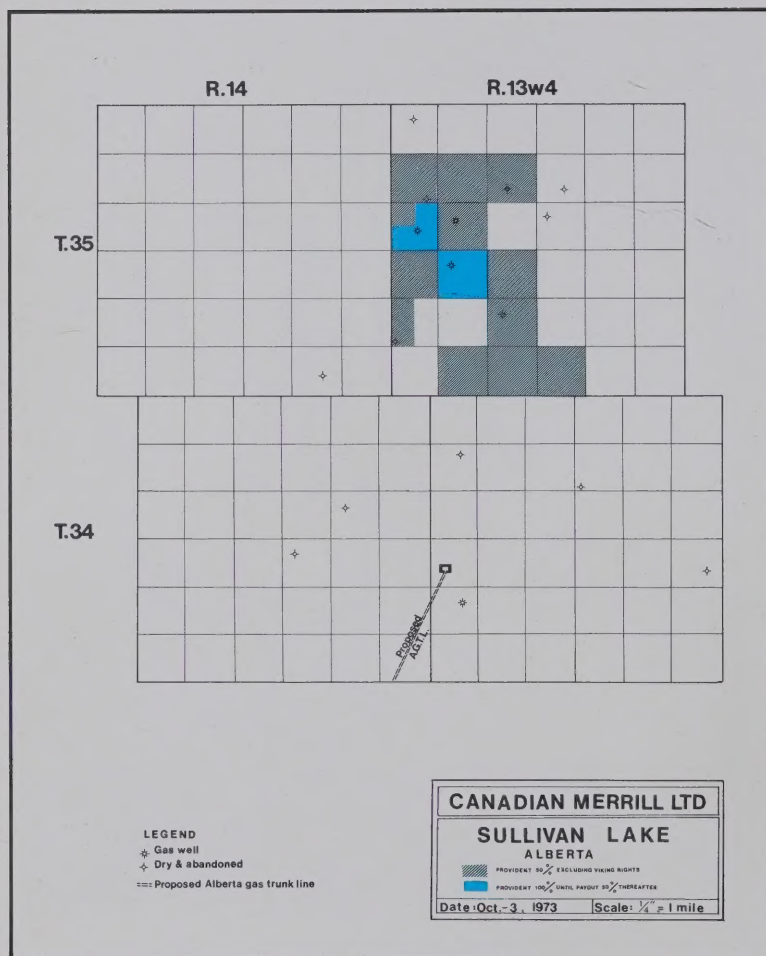 R.14 R.13w4
T.35
T.34
Proposed
A.G.T.L.
LEGEND
Gas well
Dry & abandoned
Proposed Alberta gas trunk line
CANADIAN MERRILL LTD
SULLIVAN LAKE
ALBERTA
PROVIDENT 50% EXCLUDING VIKING RIGHTS
PROVIDENT 100% UNTIL PAYOUT 50% THEREAFTER
Date :Oct.-3, 1973 Scale: 1/4" = 1 mile